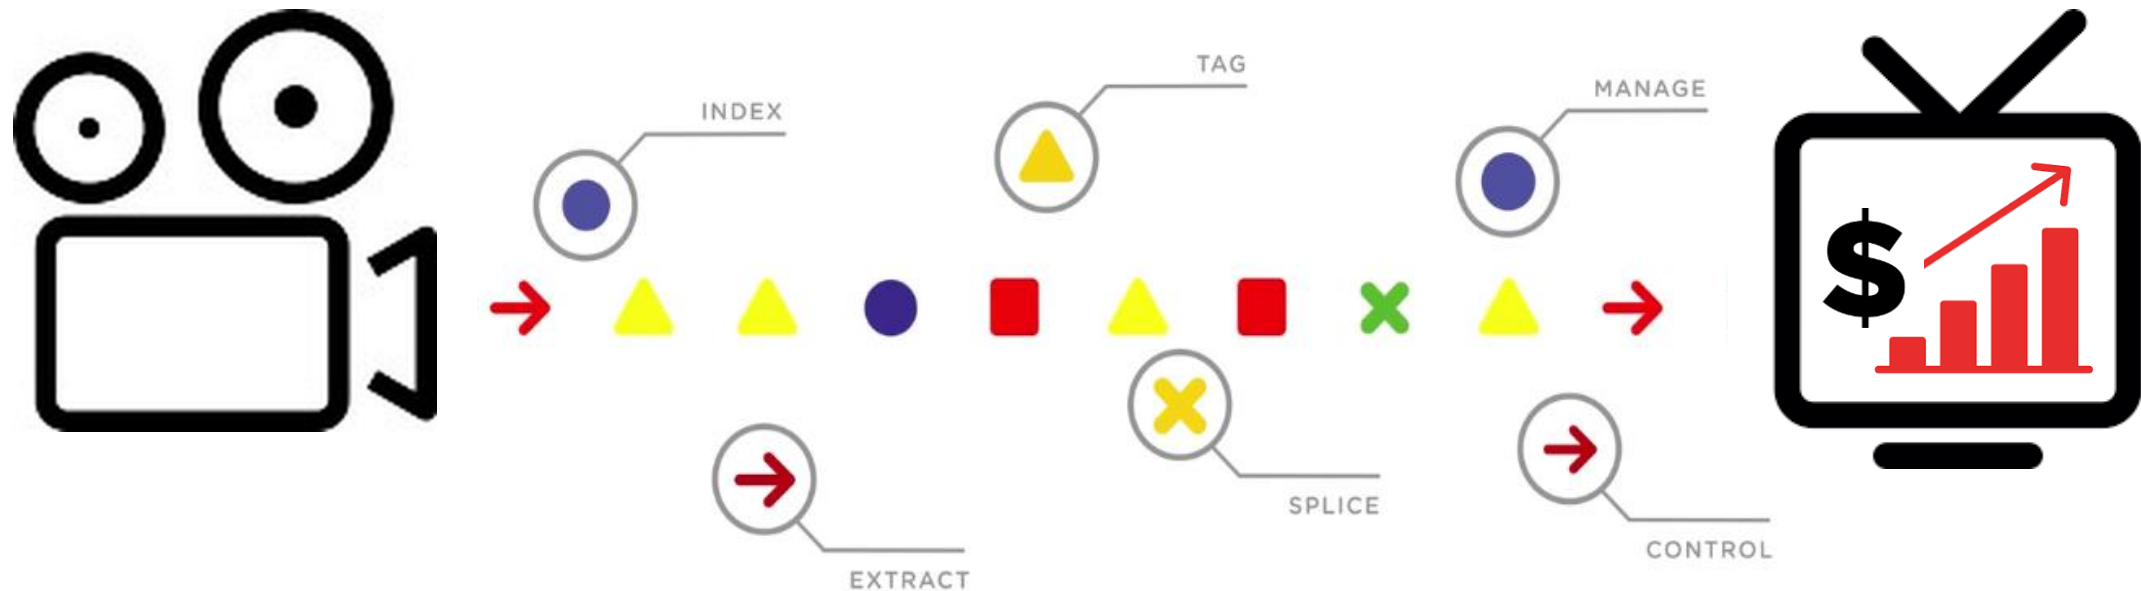 TAG
MANAGE
INDEX
$
SPLICE
CONTROL
EXTRACT